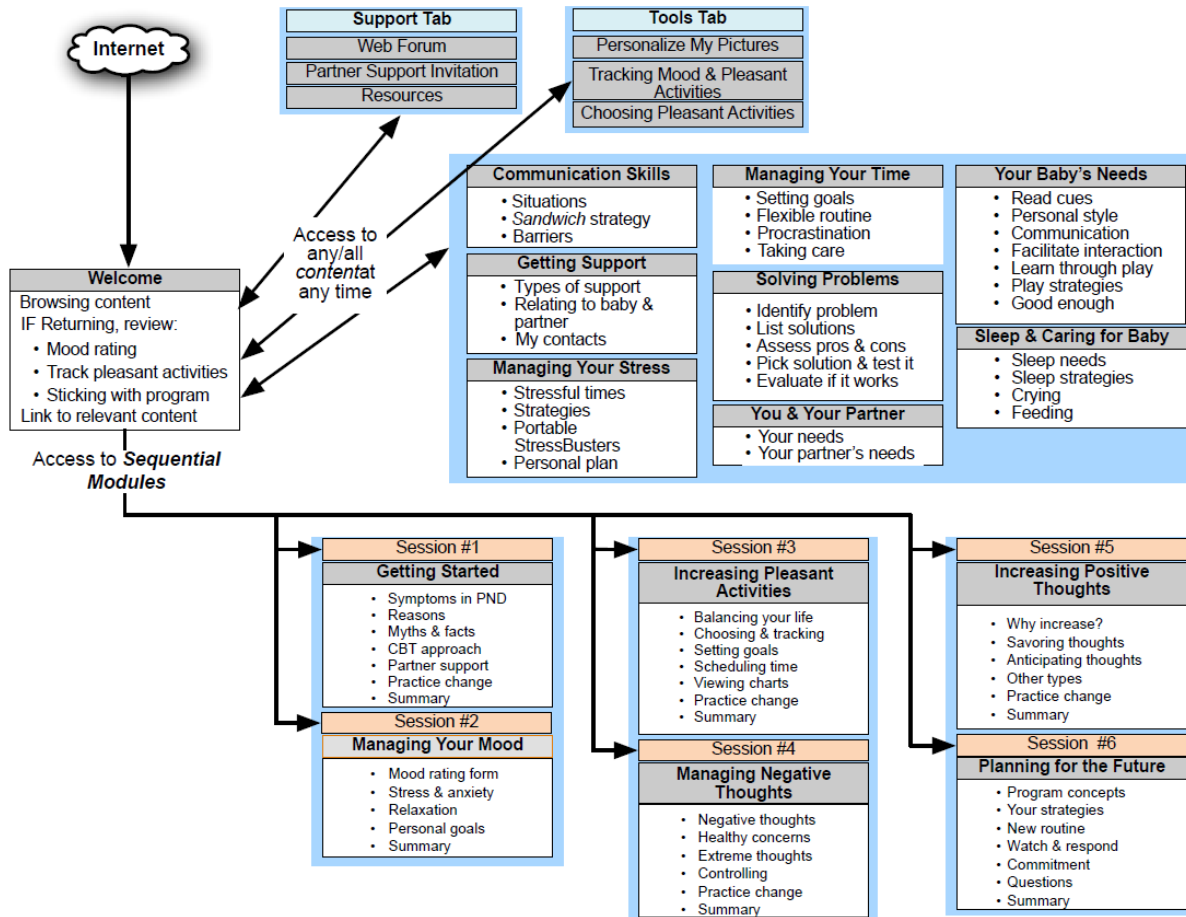 Internet
Support Tab
Web Forum
Partner Support Invitation
Resources
Tools Tab
Personalize My Pictures
Tracking Mood & Pleasant
Activities
Choosing Pleasant Activities
Access to
any/all
contentat
any time
Welcome
Browsing content
IF Returning, review:
• Mood rating
• Track pleasant activities
• Sticking with program
Link to relevant content
Communication Skills
• Situations
• Sandwich strategy
• Barriers
Getting Support
• Types of support
• Relating to baby &
partner
• My contacts
Managing Your Stress
• Stressful times
• Strategies
• Portable
StressBusters
• Personal plan
Managing Your Time
• Setting goals
• Flexible routine
• Procrastination
• Taking care
Solving Problems
• Identify problem
• List solutions
• Assess pros & cons
• Pick solution & test it
• Evaluate if it works
You & Your Partner
• Your needs
• Your partner's needs
Your Baby's Needs
• Read cues
• Personal style
• Communication
• Facilitate interaction
• Learn through play
• Play strategies
• Good enough
Sleep & Caring for Baby
• Sleep needs
• Sleep strategies
• Crying
• Feeding
Access to Sequential
Modules
Session #1
Getting Started
• Symptoms in PND
• Reasons
• Myths & facts
• CBT approach
• Partner support
• Practice change
• Summary
Session #2
Managing Your Mood
• Mood rating form
• Stress & anxiety
• Relaxation
• Personal goals
• Summary
Session #3
Increasing Pleasant
Activities
• Balancing your life
• Choosing & tracking
• Setting goals
• Scheduling time
• Viewing charts
• Practice change
• Summary
Session #4
Managing Negative
Thoughts
• Negative thoughts
• Healthy concerns
• Extreme thoughts
• Controlling
• Practice change
• Summary
Session #5
Increasing Positive
Thoughts
• Why increase?
• Savoring thoughts
• Anticipating thoughts
• Other types
• Practice change
• Summary
Session #6
Planning for the Future
• Program concepts
• Your strategies
• New routine
• Watch & respond
• Commitment
• Questions
• Summary